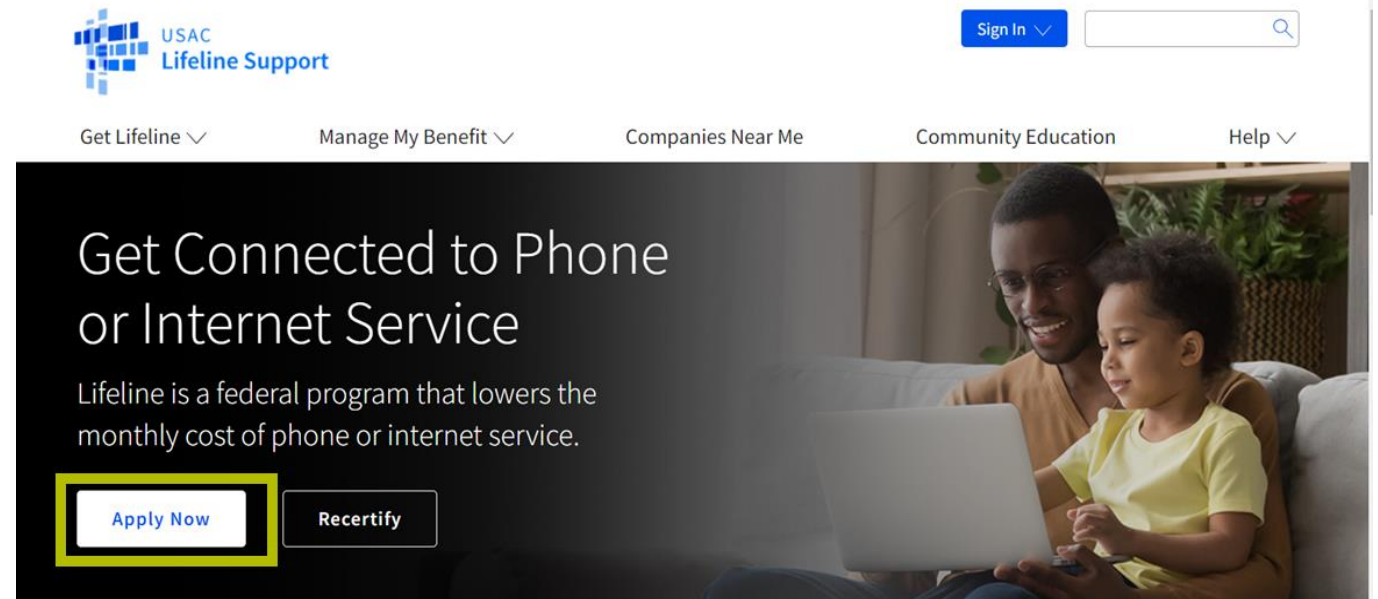 USAC
Lifeline Support
Sign In
Get Lifeline
Manage My Benefit
Companies Near Me
Community Education
Help
Get Connected to Phone
or Internet Service
Lifeline is a federal program that lowers the
monthly cost of phone or internet service.
Apply Now
Recertify